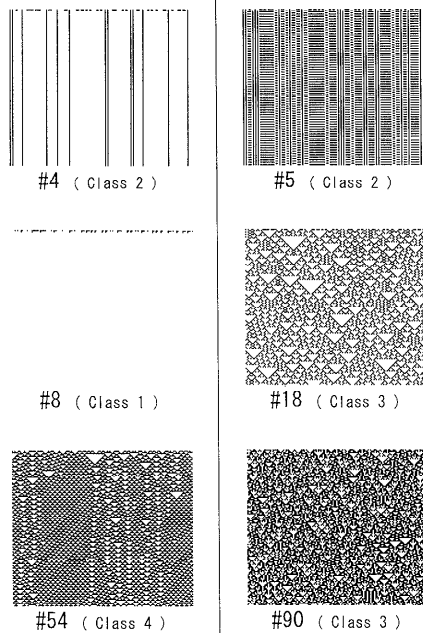 #4 ( Class 2 )
#5 ( Class 2 )
#8 ( Class 1 )
#18 ( Class 3 )
#54 ( Class 4 )
#90 ( Class 3 )